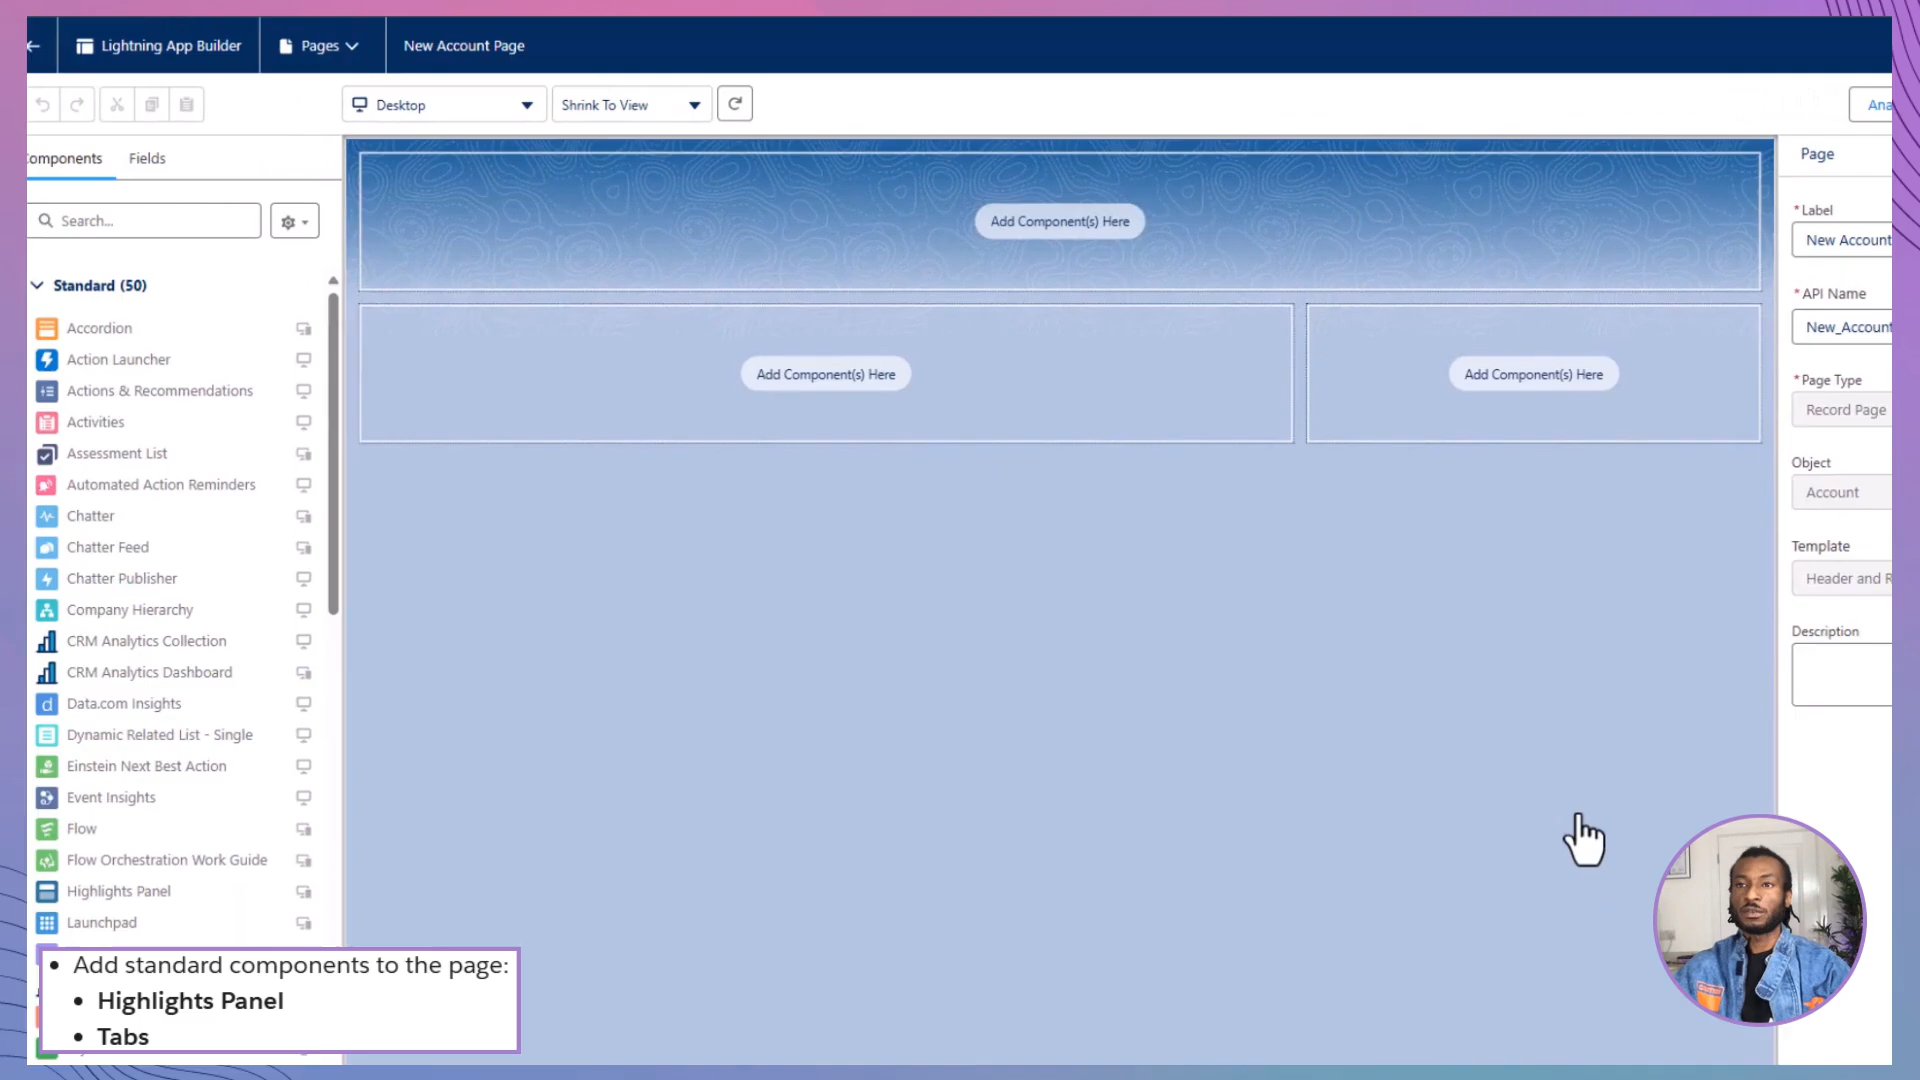 Lightning App Builder
Pages
New Account Page
Desktop
Shrink To View
Ana
omponents
Fields
Search...
Standard (50)
Accordion
Action Launcher
Actions & Recommendations
Activities
Assessment List
Automated Action Reminders
Chatter
Chatter Feed
Chatter Publisher
Company Hierarchy
CRM Analytics Collection
CRM Analytics Dashboard
Data.com Insights
Dynamic Related List - Single
Einstein Next Best Action
Event Insights
Flow
Flow Orchestration Work Guide
Highlights Panel
Launchpad
Add Component(s) Here
Add Component(s) Here
Add Component(s) Here
Page
*Label
New Account
*API Name
New_Account
*Page Type
Record Page
Object
Account
Template
Header and R
Description
• Add standard components to the page:
• Highlights Panel
• Tabs